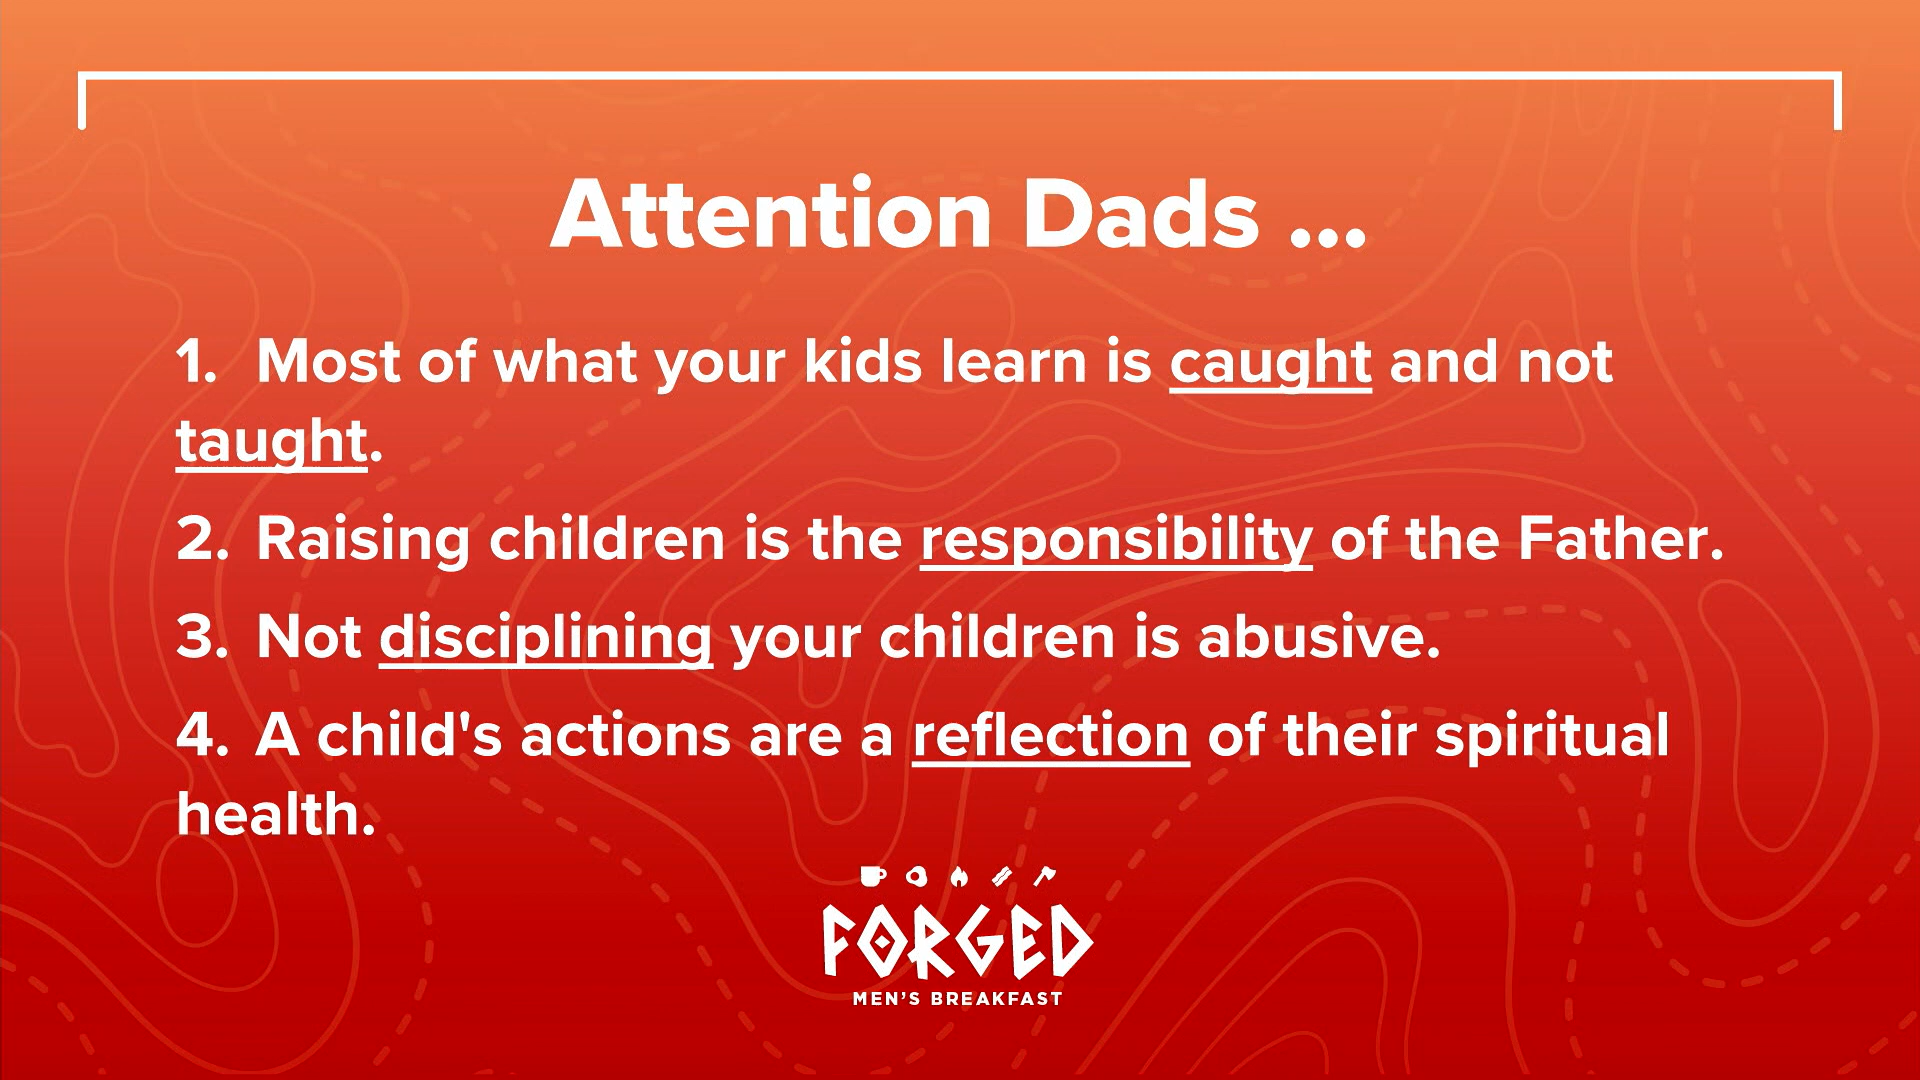 Attention Dads ...
1. Most of what your kids learn is caught and not
taught.
2. Raising children is the responsibility of the Father.
3. Not disciplining your children is abusive.
4. A child's actions are a reflection of their spiritual
health.
FORGED
MEN'S BREAKFAST